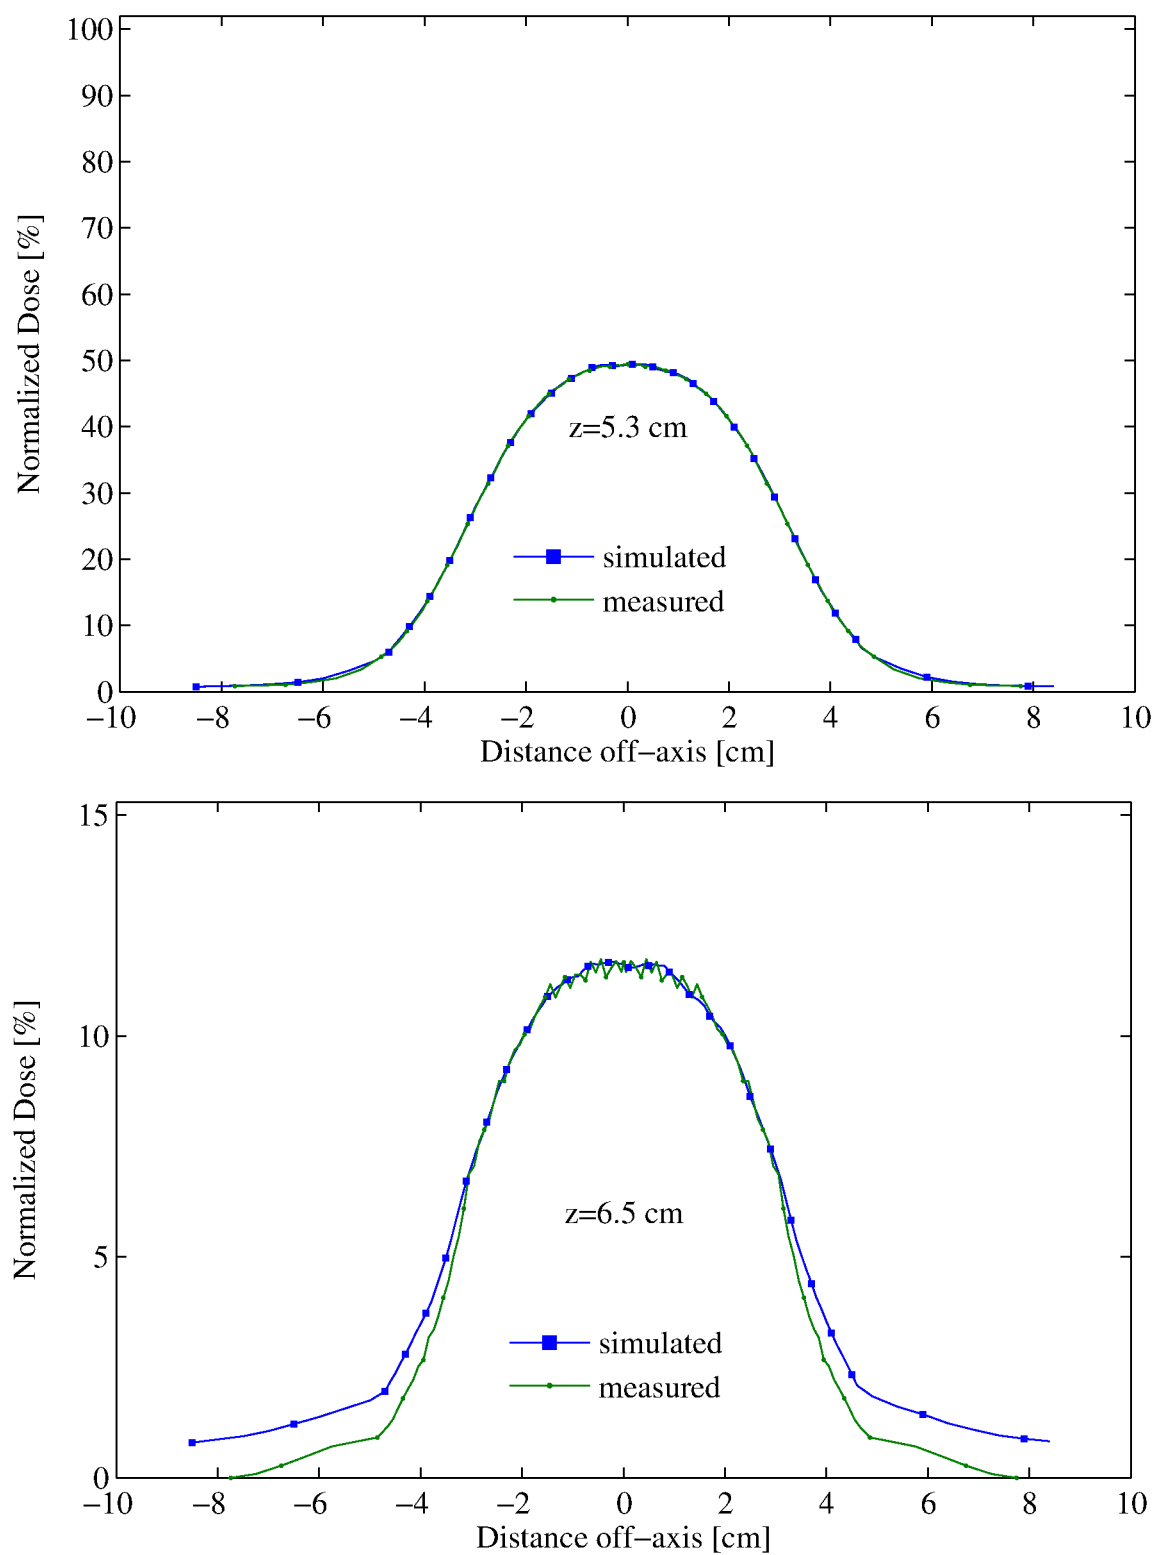 100
90
80
70
60
50
40
30
20
10
0
Normalized Dose [%]
z=5.3 cm
simulated
measured
−10 −8 −6 −4 −2 0 2 4 6 8 10
Distance off−axis [cm]
15
10
5
0
Normalized Dose [%]
z=6.5 cm
simulated
measured
−10 −8 −6 −4 −2 0 2 4 6 8 10
Distance off−axis [cm]